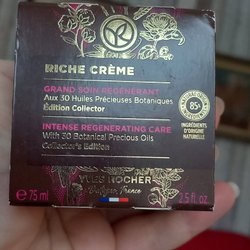 RICHE CRÈME
GRAND SOIN RÉGÉNÉRANT
Aux 30 Huiles Précieuses Botaniques
Édition Collector
INTENSE REGENERATING CARE
With 30 Botanical Precious Oils
Collector's Edition
85%
INGRÉDIENTS
D'ORIGINE
NATURELLE
YVES ROCHER
France
e 75 ml
2.5 fl.oz.